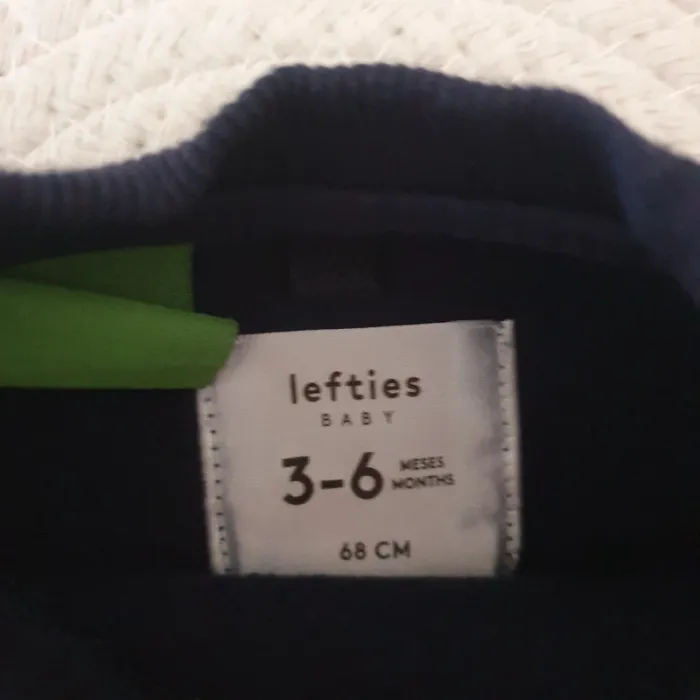 lefties
BABY
3-6 MESES
MONTHS
68 CM